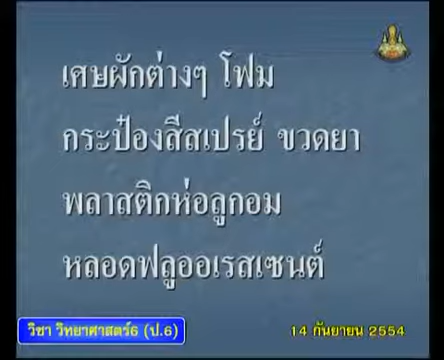 เศษผักต่างๆ โฟม
กระป๋องสีสเปรย์ ขวดยา
พลาสติกห่อลูกอม
หลอดฟลูออเรสเซนต์
วิชา วิทยาศาสตร์6 (ป.6)
14 กันยายน 2554